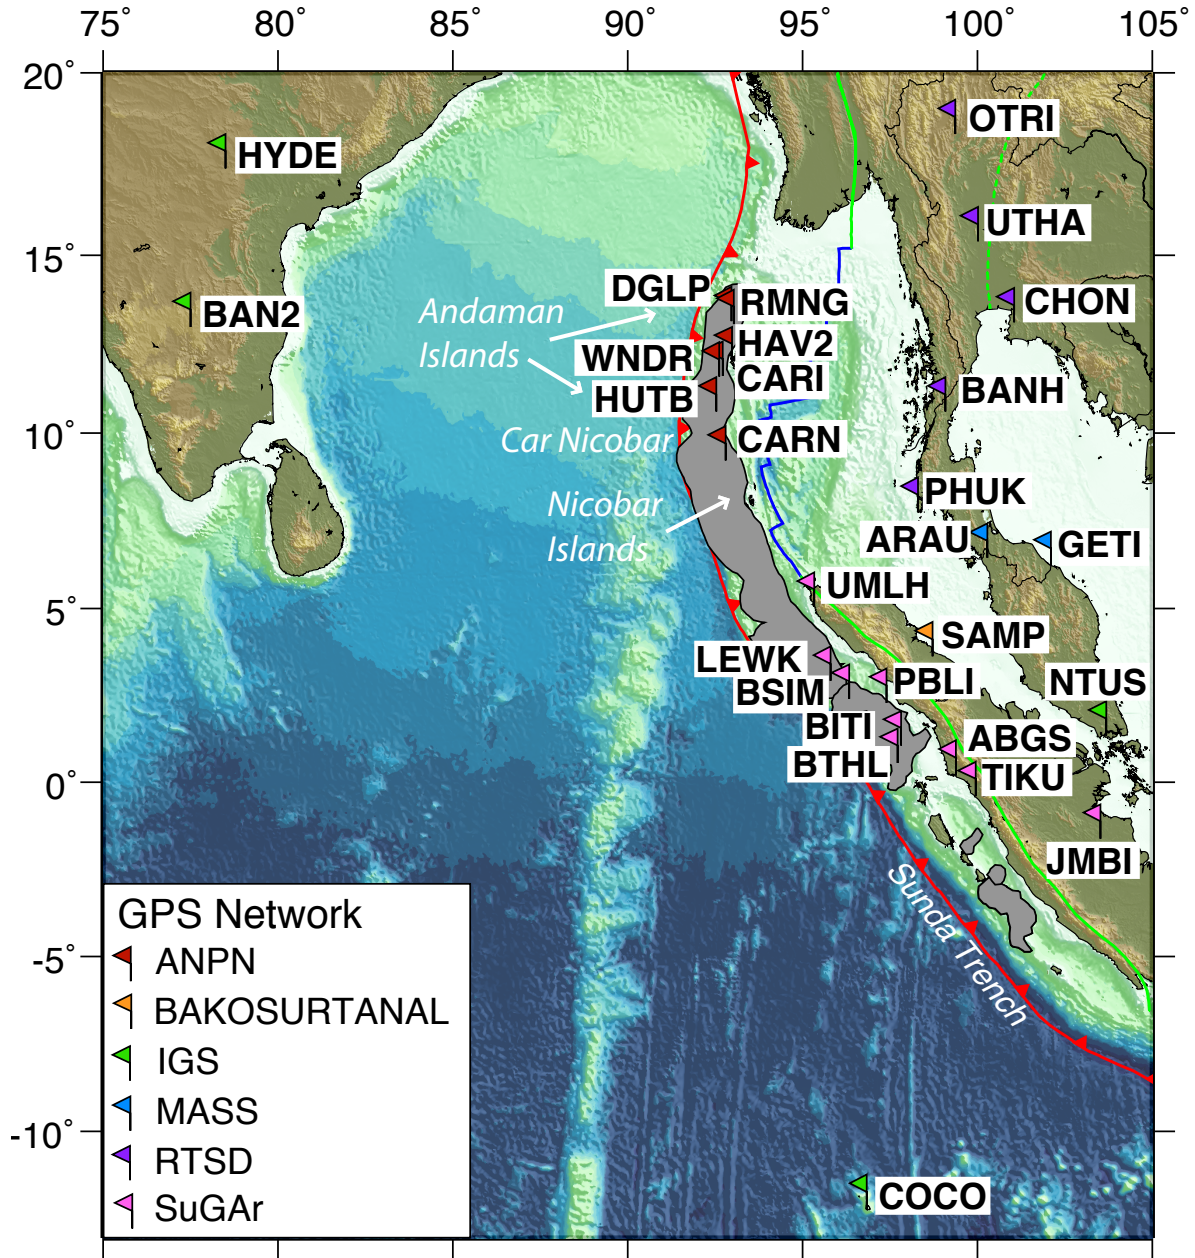 75° 80° 85° 90° 95° 100° 105°
20°
OTRI
HYDE
UTHA
15°
DGLP
RMNG
CHON
BAN2
Andaman
Islands
HAV2
WNDR
CARI
HUTB
BANH
10°
Car Nicobar
CARN
PHUK
Nicobar
Islands
ARAU
GETI
UMLH
5°
SAMP
LEWK
PBLI
NTUS
BSIM
BITI
ABGS
BTHL
TIKU
0°
JMBI
Sunda Trench
GPS Network
ANPN
-5°
BAKOSURTANAL
IGS
MASS
-10°
RTSD
SuGAr
COCO